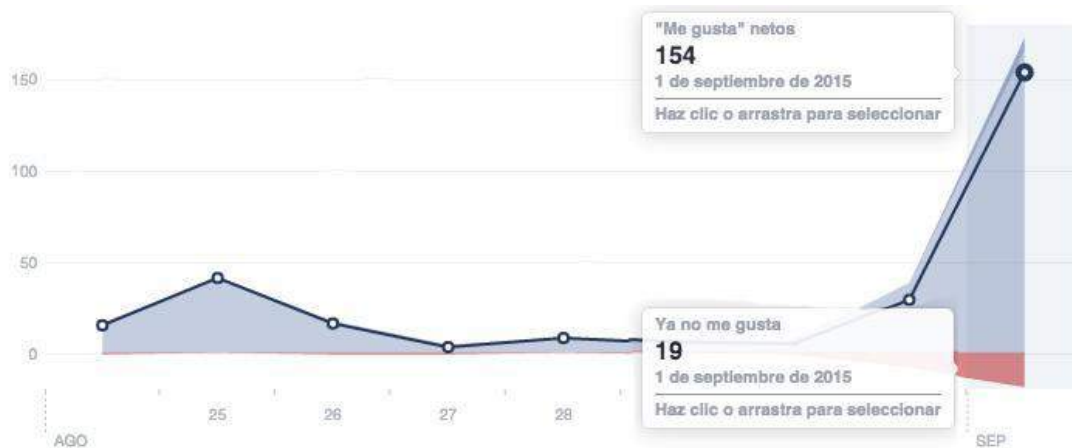 "Me gusta" netos
154
1 de septiembre de 2015
Haz clic o arrastra para seleccionar
150
100
50
0
Ya no me gusta
19
1 de septiembre de 2015
Haz clic o arrastra para seleccionar
25 26 27 28
AGO SEP